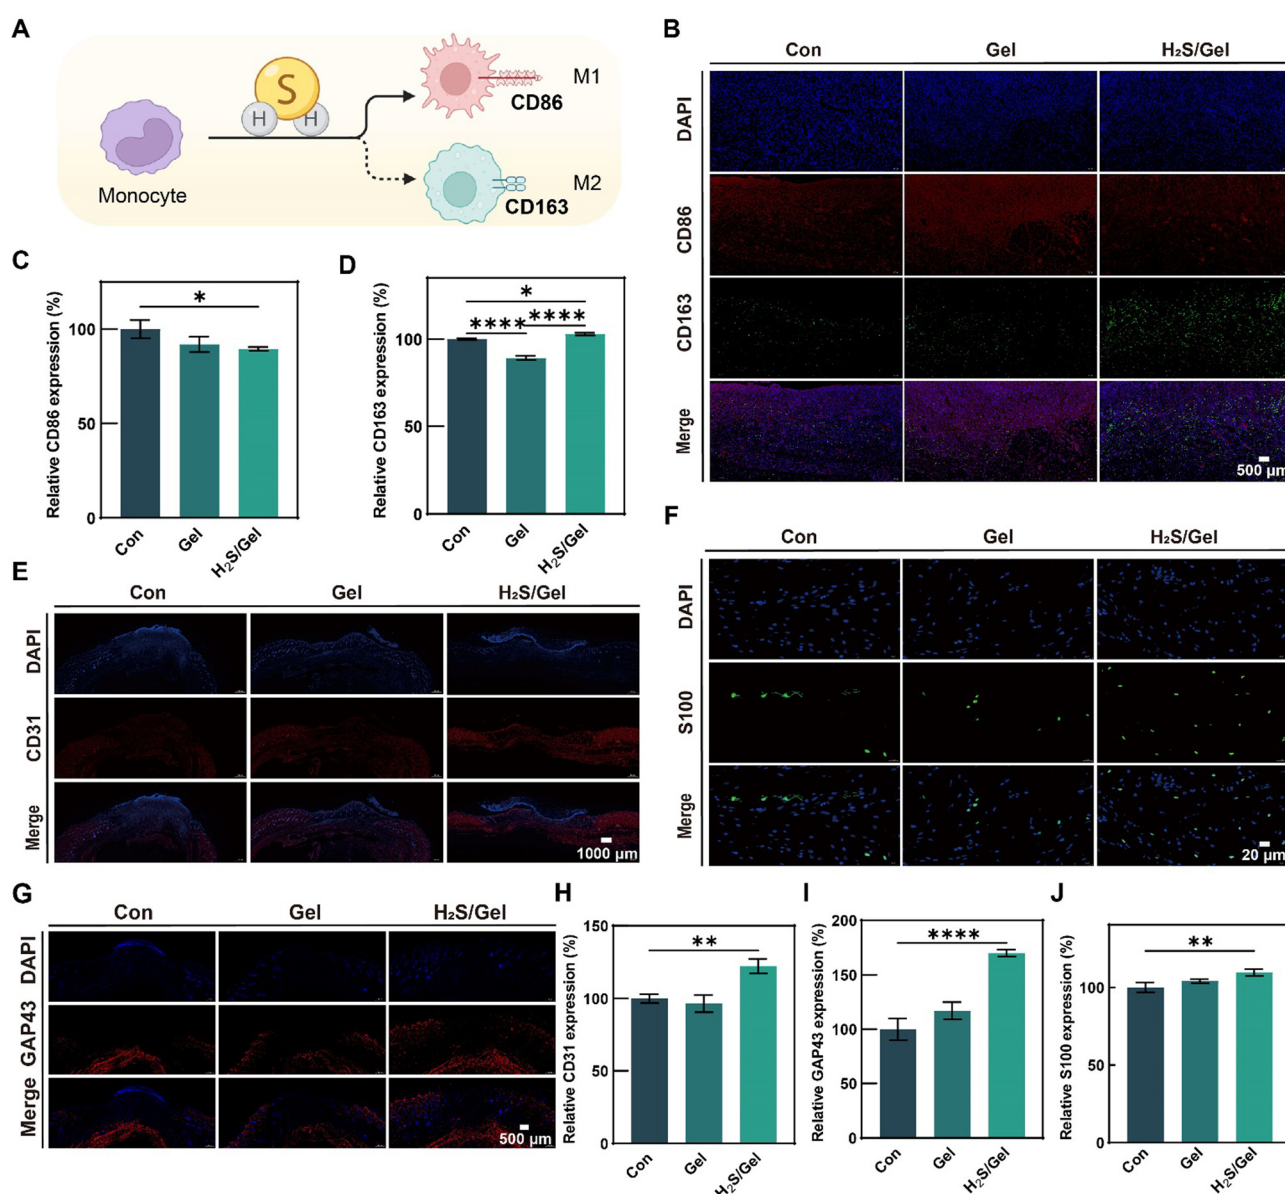 A
S
H
H
Monocyte
M1
CD86
M2
CD163
B
Con
Gel
H₂S/Gel
DAPI
CD86
CD163
Merge
500 µm
C
Relative CD86 expression (%)
100
50
0
*
Con
Gel
H₂S/Gel
D
Relative CD163 expression (%)
100
50
0
*
****
****
Con
Gel
H₂S/Gel
E
Con
Gel
H₂S/Gel
DAPI
CD31
Merge
1000 µm
F
Con
Gel
H₂S/Gel
DAPI
S100
Merge
20 µm
G
Con
Gel
H₂S/Gel
DAPI
GAP43
Merge
500 µm
H
Relative CD31 expression (%)
150
100
50
0
**
Con
Gel
H₂S/Gel
I
Relative GAP43 expression (%)
200
150
100
50
0
****
Con
Gel
H₂S/Gel
J
Relative S100 expression (%)
100
50
0
**
Con
Gel
H₂S/Gel